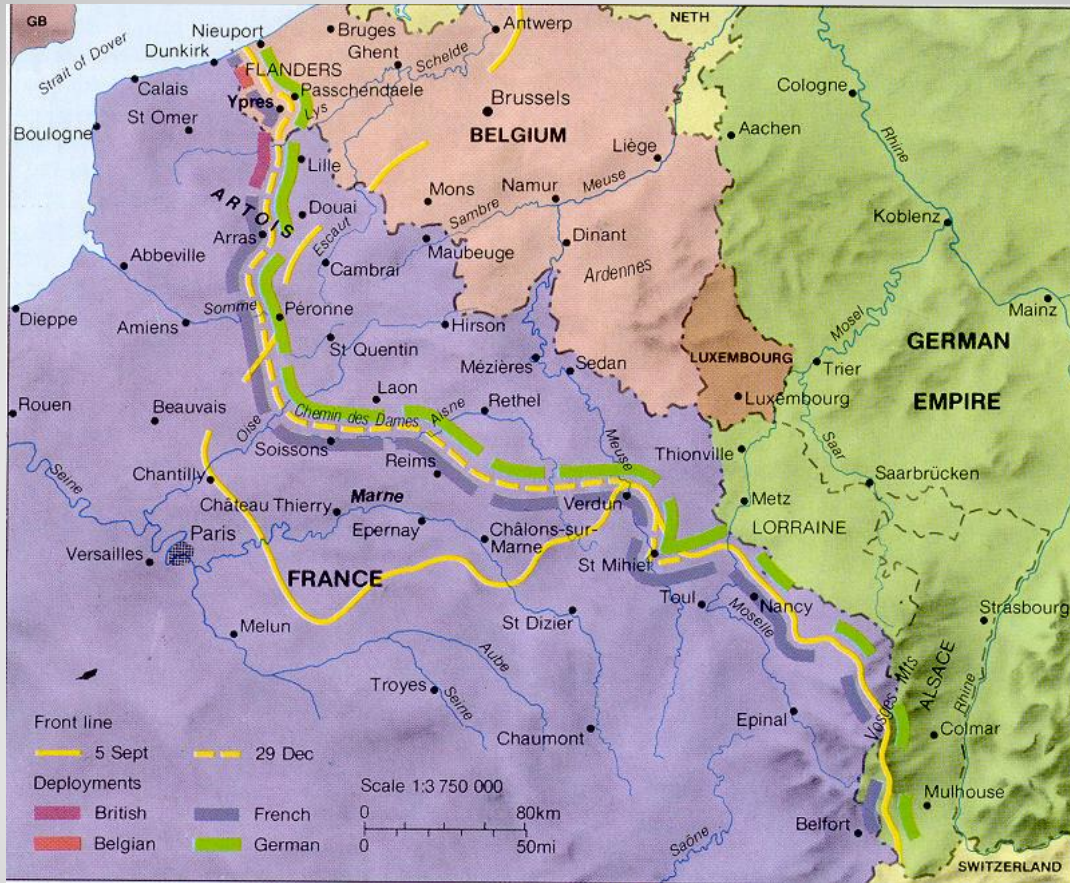 GB
NETH
Antwerp
Nieuport
Bruges
Dunkirk
Ghent
Strait of Dover
Schelde
FLANDERS
Calais
Passchendaele
Cologne
Ypres
Lys
Brussels
St Omer
Boulogne
BELGIUM
Aachen
Rhine
Liège
Lille
Mons
Namur
Meuse
ARTOIS
Douai
Sambre
Koblenz
Arras
Escaut
Dinant
Maubeuge
Abbeville
Cambrai
Ardennes
Somme
Péronne
Mosel
Mainz
Dieppe
Amiens
Hirson
GERMAN
St Quentin
LUXEMBOURG
Mézières
Sedan
Trier
Laon
Luxembourg
EMPIRE
Rouen
Beauvais
Chemin des Dames
Aisne
Rethel
Oise
Saar
Soissons
Meuse
Thionville
Seine
Chantilly
Reims
Saarbrücken
Château Thierry
Marne
Verdun
Metz
Paris
Epernay
Châlons-sur-
Marne
LORRAINE
Versailles
St Mihiel
FRANCE
Toul
Nancy
Moselle
Strasbourg
Melun
St Dizier
Aube
Vosges Mts
ALSACE
Troyes
Seine
Rhine
Epinal
Front line
Chaumont
Colmar
5 Sept
29 Dec
Deployments
Scale 1:3 750 000
British
French
0
80km
Mulhouse
Belgian
German
0
50mi
Belfort
Saône
SWITZERLAND